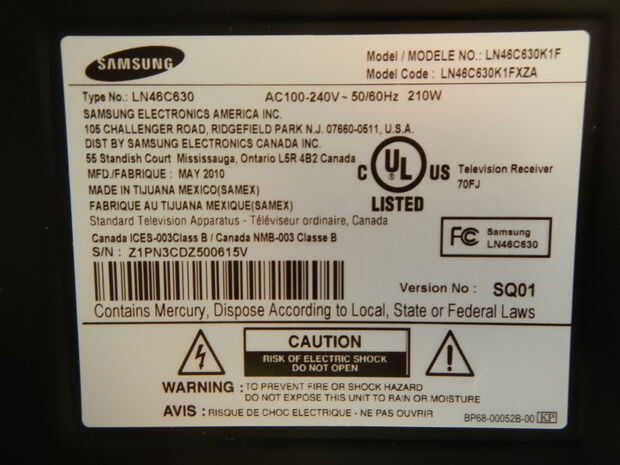 SAMSUNG
Model / MODELE NO.: LN46C630K1F
Model Code : LN46C630K1FXZA
Type No.: LN46C630 AC100-240V~ 50/60Hz 210W
SAMSUNG ELECTRONICS AMERICA INC.
105 CHALLENGER ROAD, RIDGEFIELD PARK N.J. 07660-0511, U.S.A.
DIST BY SAMSUNG ELECTRONICS CANADA INC.
55 Standish Court Mississauga, Ontario L5R 4B2 Canada
MFD./FABRIQUE : MAY 2010
MADE IN TIJUANA MEXICO(SAMEX)
FABRIQUE AU TIJUANA MEXIQUE(SAMEX)
Standard Television Apparatus - Téléviseur ordinaire, Canada
Canada ICES-003Class B / Canada NMB-003 Classe B
S/N : Z1PN3CDZ500615V
C UL US
LISTED
Television Receiver
70FJ
FC Samsung
LN46C630
Version No : SQ01
Contains Mercury, Dispose According to Local, State or Federal Laws
CAUTION
RISK OF ELECTRIC SHOCK
DO NOT OPEN
WARNING : TO PREVENT FIRE OR SHOCK HAZARD
DO NOT EXPOSE THIS UNIT TO RAIN OR MOISTURE
AVIS : RISQUE DE CHOC ELECTRIQUE - NE PAS OUVRIR
BP68-00052B-00 KP